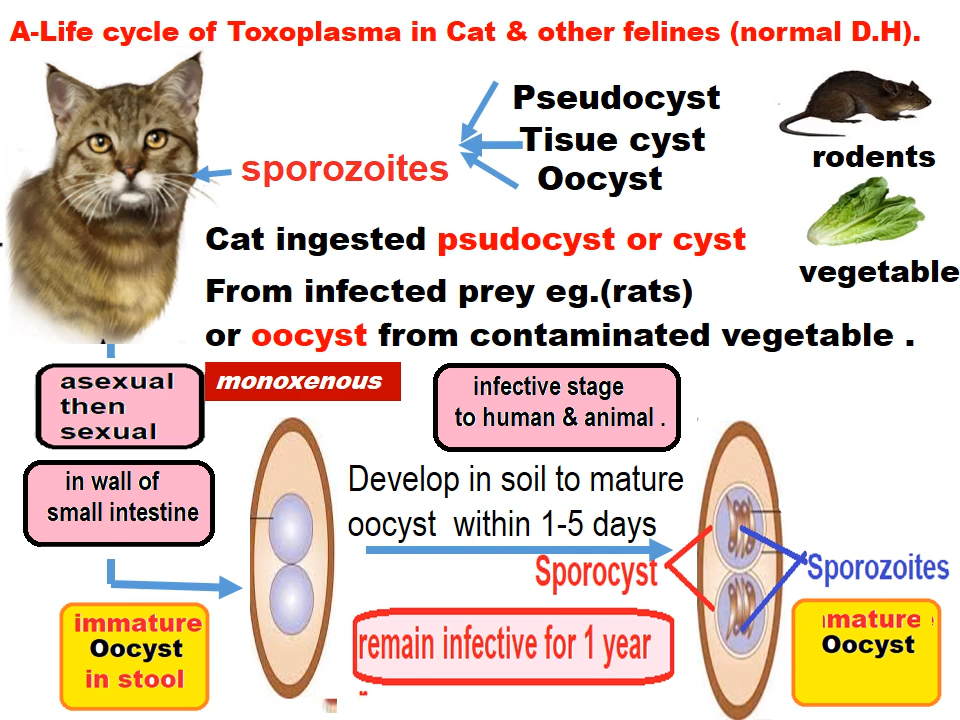 A-Life cycle of Toxoplasma in Cat & other felines (normal D.H).
Pseudocyst
Tisue cyst
Oocyst
sporozoites
rodents
vegetable
Cat ingested psudocyst or cyst
From infected prey eg.(rats)
or oocyst from contaminated vegetable .
asexual
then
sexual
monoxenous
infective stage
to human & animal .
in wall of
small intestine
Develop in soil to mature
oocyst within 1-5 days
Sporocyst
Sporozoites
immature
Oocyst
in stool
remain infective for 1 year
mature
Oocyst